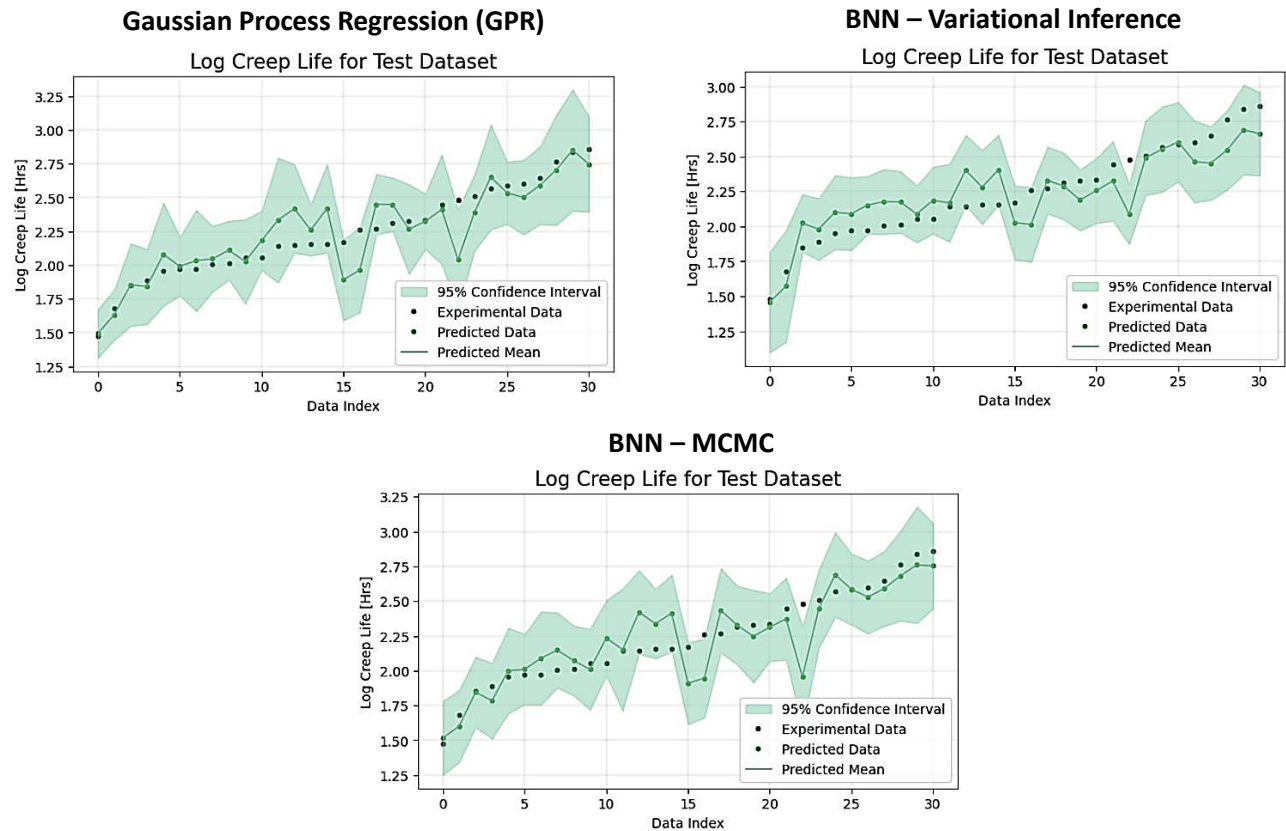 Gaussian Process Regression (GPR)
Log Creep Life for Test Dataset
3.25
3.00
2.75
2.50
2.25
2.00
1.75
1.50
1.25
Log Creep Life [Hrs]
95% Confidence Interval
Experimental Data
Predicted Data
Predicted Mean
0 5 10 15 20 25 30
Data Index
BNN – Variational Inference
Log Creep Life for Test Dataset
3.00
2.75
2.50
2.25
2.00
1.75
1.50
1.25
Log Creep Life [Hrs]
95% Confidence Interval
Experimental Data
Predicted Data
Predicted Mean
0 5 10 15 20 25 30
Data Index
BNN – MCMC
Log Creep Life for Test Dataset
3.25
3.00
2.75
2.50
2.25
2.00
1.75
1.50
1.25
Log Creep Life [Hrs]
95% Confidence Interval
Experimental Data
Predicted Data
Predicted Mean
0 5 10 15 20 25 30
Data Index